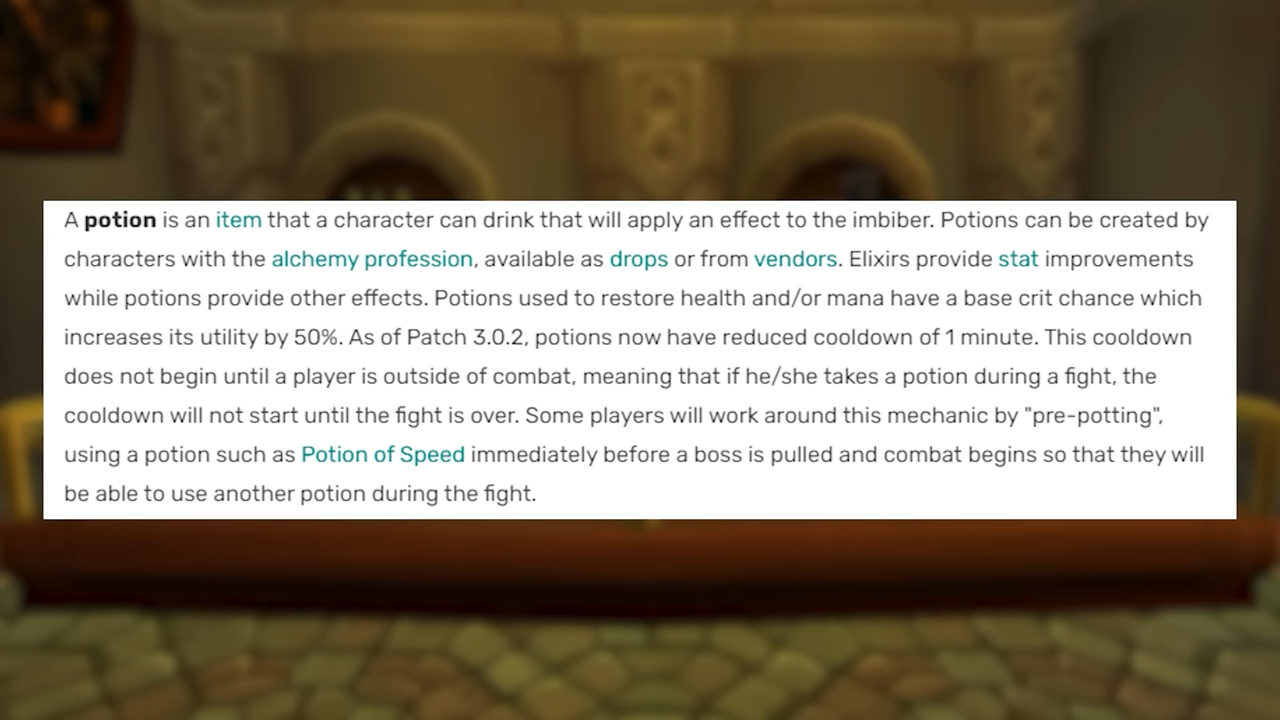 A potion is an item that a character can drink that will apply an effect to the imbiber. Potions can be created by
characters with the alchemy profession, available as drops or from vendors. Elixirs provide stat improvements
while potions provide other effects. Potions used to restore health and/or mana have a base crit chance which
increases its utility by 50%. As of Patch 3.0.2, potions now have reduced cooldown of 1 minute. This cooldown
does not begin until a player is outside of combat, meaning that if he/she takes a potion during a fight, the
cooldown will not start until the fight is over. Some players will work around this mechanic by "pre-potting",
using a potion such as Potion of Speed immediately before a boss is pulled and combat begins so that they will
be able to use another potion during the fight.